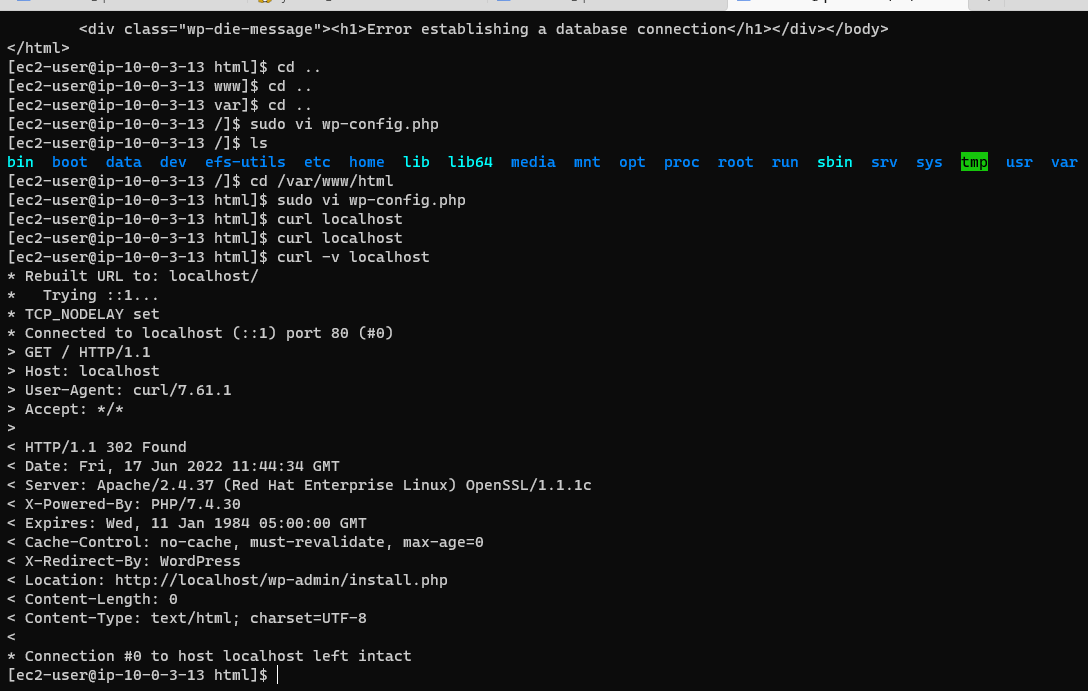 <div class="wp-die-message"><h1>Error establishing a database connection</h1></div></body>
</html>
[ec2-user@ip-10-0-3-13 html]$ cd ..
[ec2-user@ip-10-0-3-13 www]$ cd ..
[ec2-user@ip-10-0-3-13 var]$ cd ..
[ec2-user@ip-10-0-3-13 /]$ sudo vi wp-config.php
[ec2-user@ip-10-0-3-13 /]$ ls
bin  boot  data  dev  efs-utils  etc  home  lib  lib64  media  mnt  opt  proc  root  run  sbin  srv  sys  tmp  usr  var
[ec2-user@ip-10-0-3-13 /]$ cd /var/www/html
[ec2-user@ip-10-0-3-13 html]$ sudo vi wp-config.php
[ec2-user@ip-10-0-3-13 html]$ curl localhost
[ec2-user@ip-10-0-3-13 html]$ curl localhost
[ec2-user@ip-10-0-3-13 html]$ curl -v localhost
* Rebuilt URL to: localhost/
*   Trying ::1...
* TCP_NODELAY set
* Connected to localhost (::1) port 80 (#0)
> GET / HTTP/1.1
> Host: localhost
> User-Agent: curl/7.61.1
> Accept: */*
>
< HTTP/1.1 302 Found
< Date: Fri, 17 Jun 2022 11:44:34 GMT
< Server: Apache/2.4.37 (Red Hat Enterprise Linux) OpenSSL/1.1.1c
< X-Powered-By: PHP/7.4.30
< Expires: Wed, 11 Jan 1984 05:00:00 GMT
< Cache-Control: no-cache, must-revalidate, max-age=0
< X-Redirect-By: WordPress
< Location: http://localhost/wp-admin/install.php
< Content-Length: 0
< Content-Type: text/html; charset=UTF-8
<
* Connection #0 to host localhost left intact
[ec2-user@ip-10-0-3-13 html]$